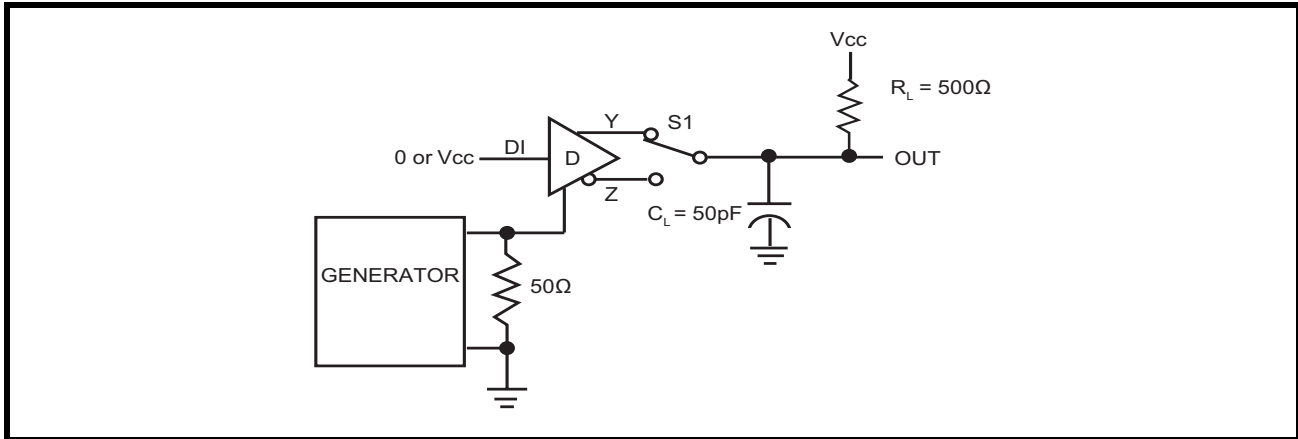 Vcc
R_L = 500Ω
Y
S1
0 or Vcc
DI
D
OUT
Z
C_L = 50pF
GENERATOR
50Ω